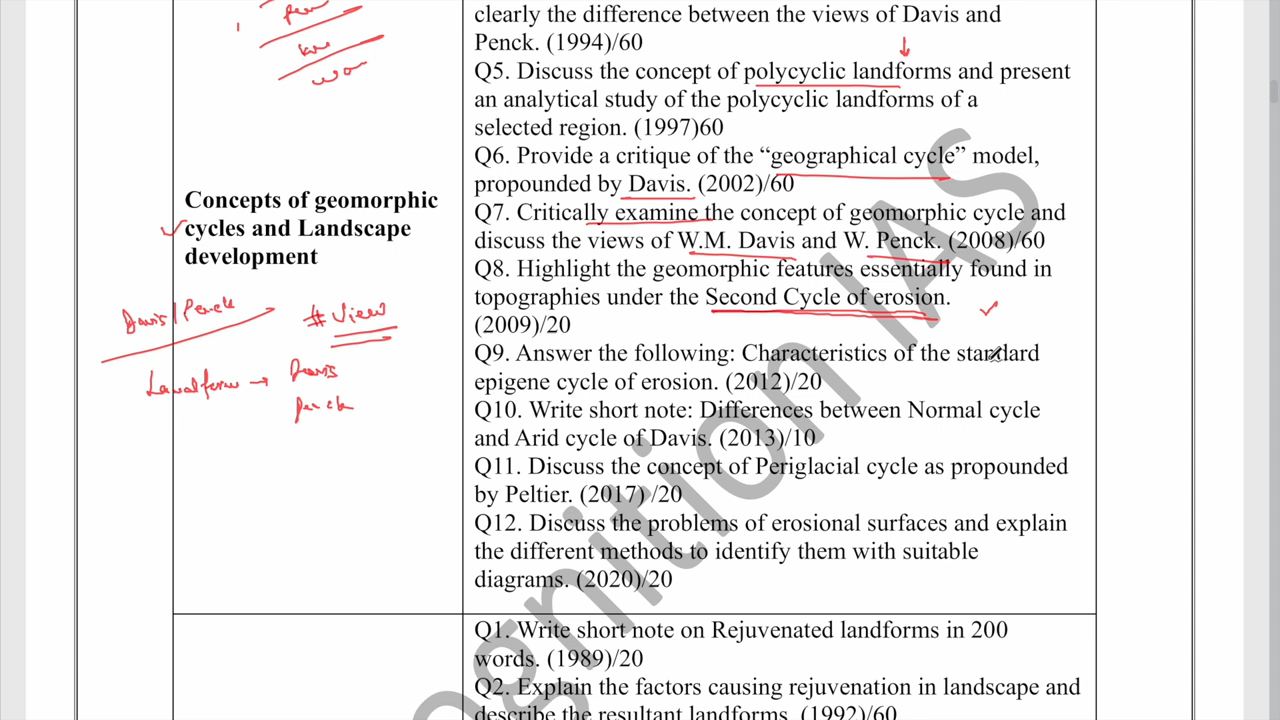 clearly the difference between the views of Davis and
Penck. (1994)/60
Q5. Discuss the concept of polycyclic landforms and present
an analytical study of the polycyclic landforms of a
selected region. (1997)60
Q6. Provide a critique of the “geographical cycle” model,
propounded by Davis. (2002)/60
Concepts of geomorphic
cycles and Landscape
development
Q7. Critically examine the concept of geomorphic cycle and
discuss the views of W.M. Davis and W. Penck. (2008)/60
Q8. Highlight the geomorphic features essentially found in
topographies under the Second Cycle of erosion.
(2009)/20
Davis/Penck
# View
Landform → Davis
Penck
Q9. Answer the following: Characteristics of the standard
epigene cycle of erosion. (2012)/20
Q10. Write short note: Differences between Normal cycle
and Arid cycle of Davis. (2013)/10
Q11. Discuss the concept of Periglacial cycle as propounded
by Peltier. (2017) /20
Q12. Discuss the problems of erosional surfaces and explain
the different methods to identify them with suitable
diagrams. (2020)/20
Q1. Write short note on Rejuvenated landforms in 200
words. (1989)/20
Q2. Explain the factors causing rejuvenation in landscape and
describe the resultant landforms. (1992)/60
ognition IAS